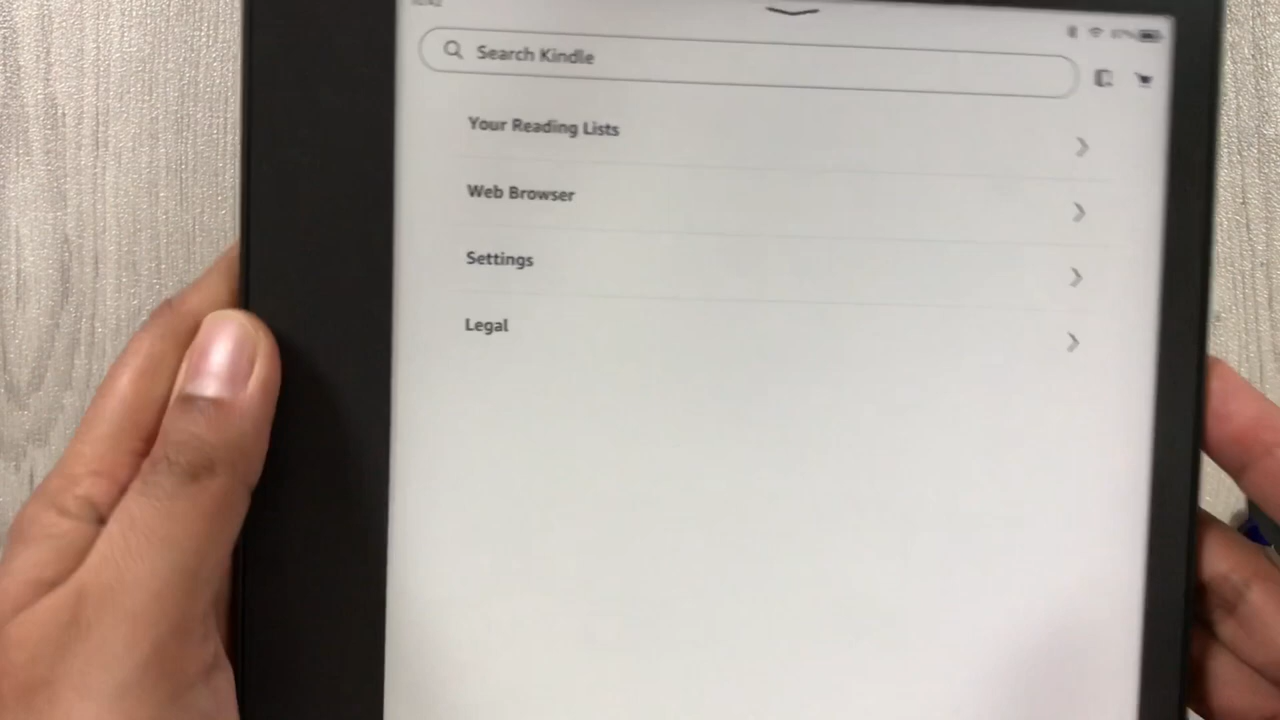 Search Kindle
Your Reading Lists
Web Browser
Settings
Legal